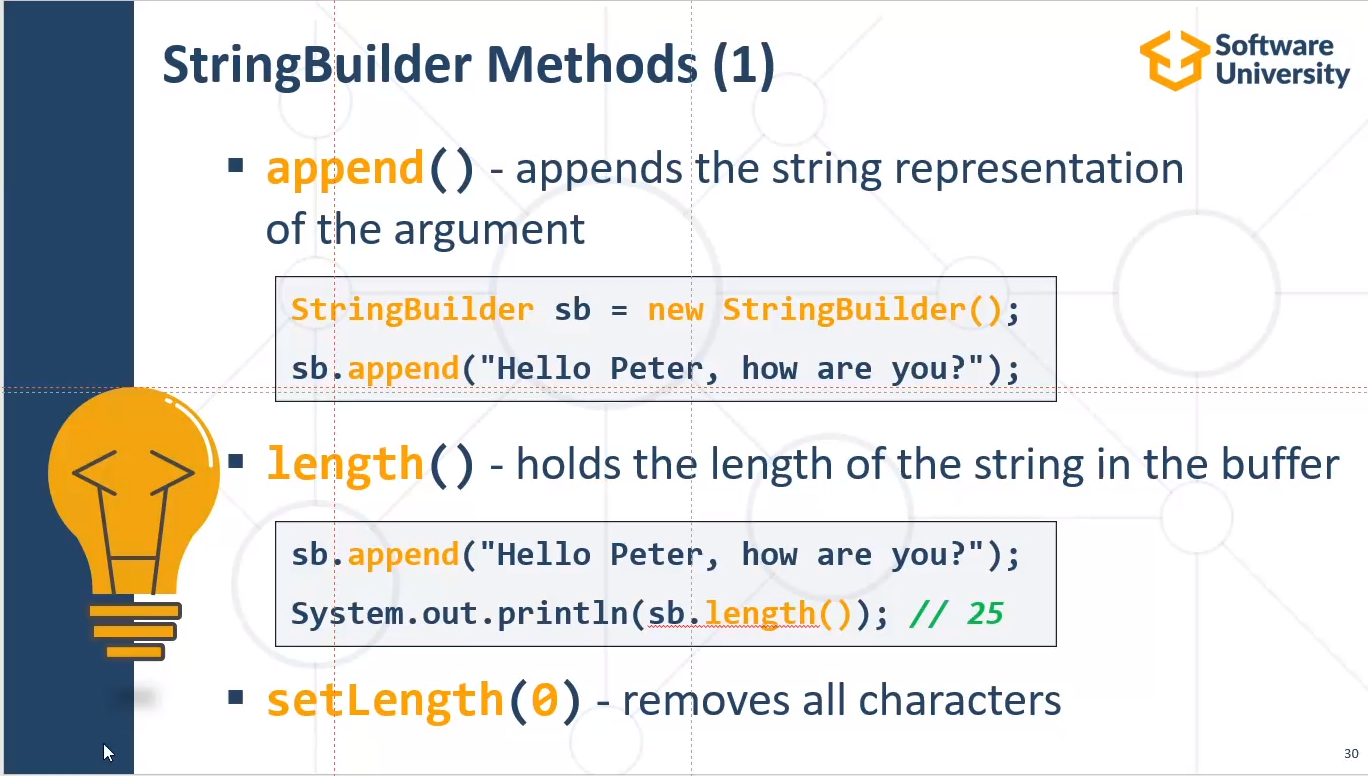 StringBuilder Methods (1)
Software
University
▪ append() - appends the string representation
of the argument
StringBuilder sb = new StringBuilder();
sb.append("Hello Peter, how are you?");
▪ length() - holds the length of the string in the buffer
sb.append("Hello Peter, how are you?");
System.out.println(sb.length()); // 25
▪ setLength(0) - removes all characters
30